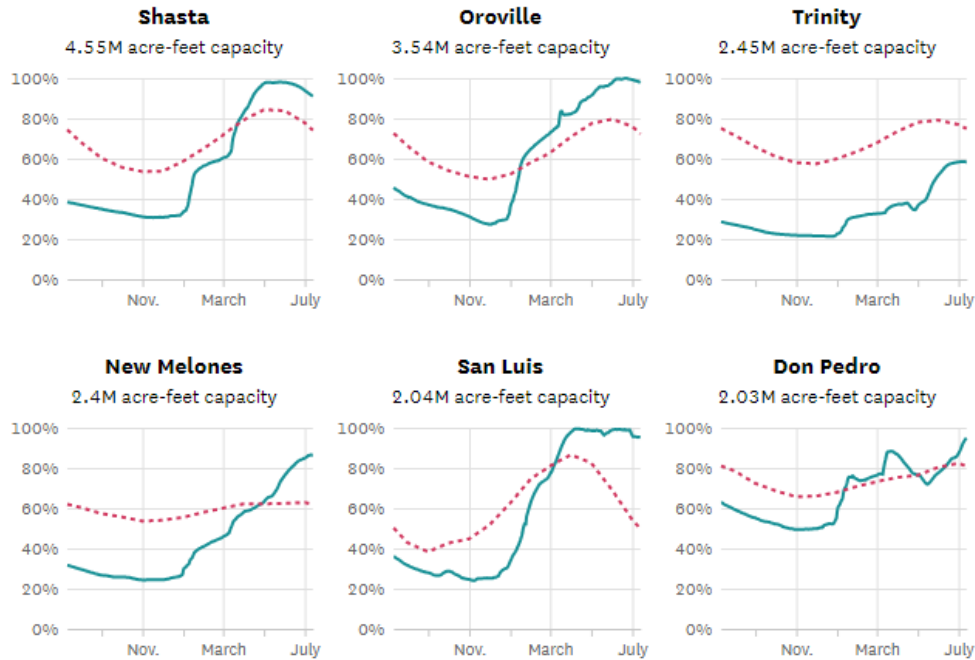 Shasta
4.55M acre-feet capacity
100%
80%
60%
40%
20%
0%
Nov. March July
Oroville
3.54M acre-feet capacity
100%
80%
60%
40%
20%
0%
Nov. March July
Trinity
2.45M acre-feet capacity
100%
80%
60%
40%
20%
0%
Nov. March July
New Melones
2.4M acre-feet capacity
100%
80%
60%
40%
20%
0%
Nov. March July
San Luis
2.04M acre-feet capacity
100%
80%
60%
40%
20%
0%
Nov. March July
Don Pedro
2.03M acre-feet capacity
100%
80%
60%
40%
20%
0%
Nov. March July